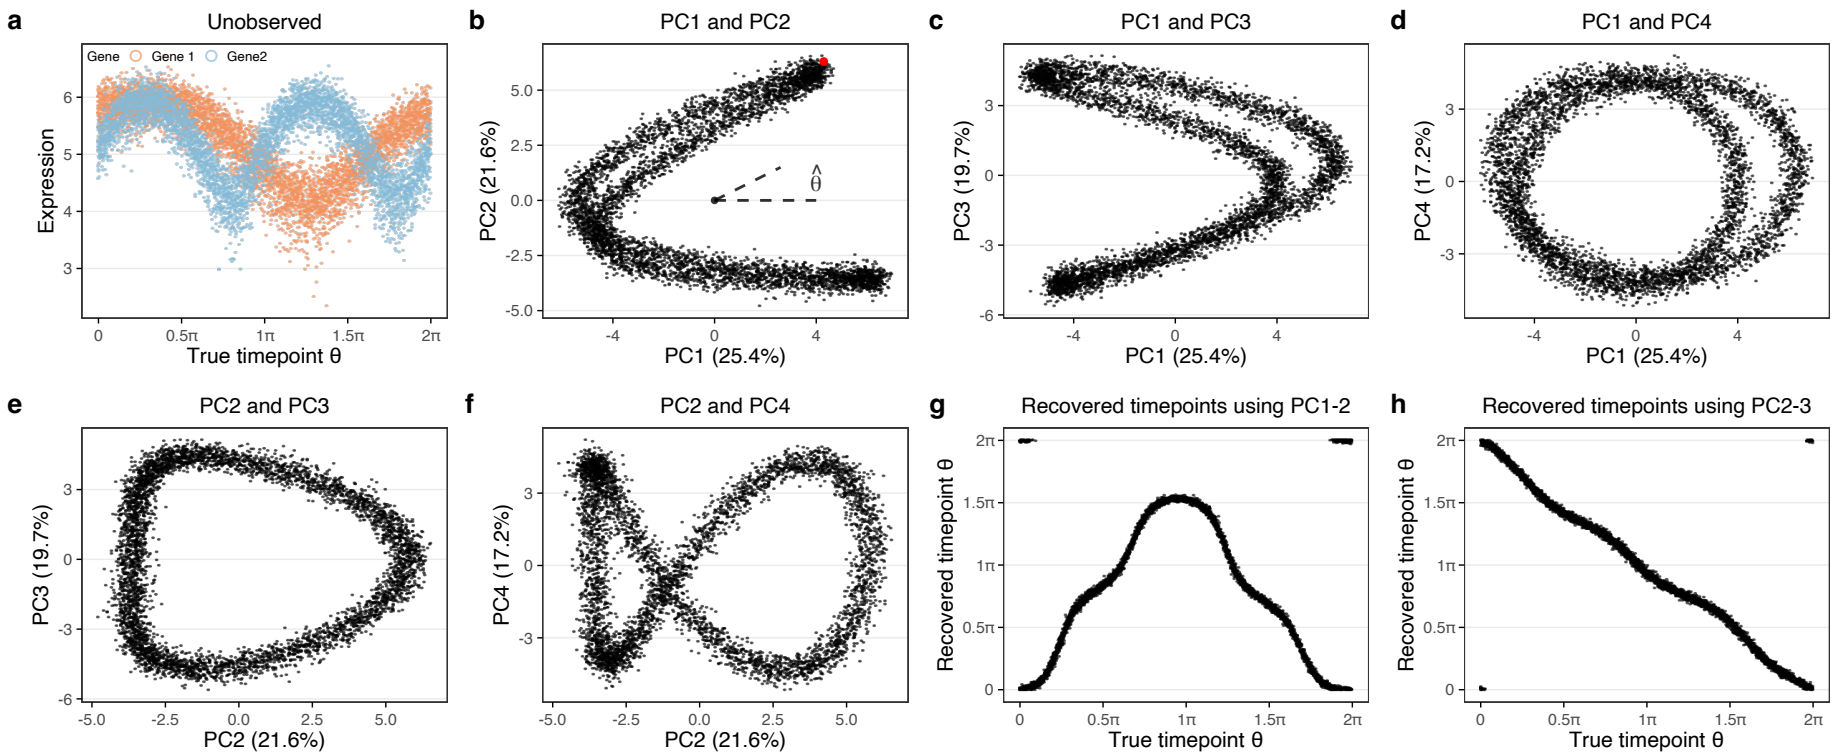 a
Unobserved
Gene Gene 1 Gene2
Expression
6
5
4
3
0 0.5π 1π 1.5π 2π
True timepoint θ
b
PC1 and PC2
PC2 (21.6%)
5.0
2.5
0.0
-2.5
-5.0
θ̂
-4 0 4
PC1 (25.4%)
c
PC1 and PC3
PC3 (19.7%)
3
0
-3
-6
-4 0 4
PC1 (25.4%)
d
PC1 and PC4
PC4 (17.2%)
3
0
-3
-4 0 4
PC1 (25.4%)
e
PC2 and PC3
PC3 (19.7%)
3
0
-3
-6
-5.0 -2.5 0.0 2.5 5.0
PC2 (21.6%)
f
PC2 and PC4
PC4 (17.2%)
3
0
-3
-5.0 -2.5 0.0 2.5 5.0
PC2 (21.6%)
g
Recovered timepoints using PC1-2
Recovered timepoint θ
2π
1.5π
1π
0.5π
0
0 0.5π 1π 1.5π 2π
True timepoint θ
h
Recovered timepoints using PC2-3
Recovered timepoint θ
2π
1.5π
1π
0.5π
0
0 0.5π 1π 1.5π 2π
True timepoint θ